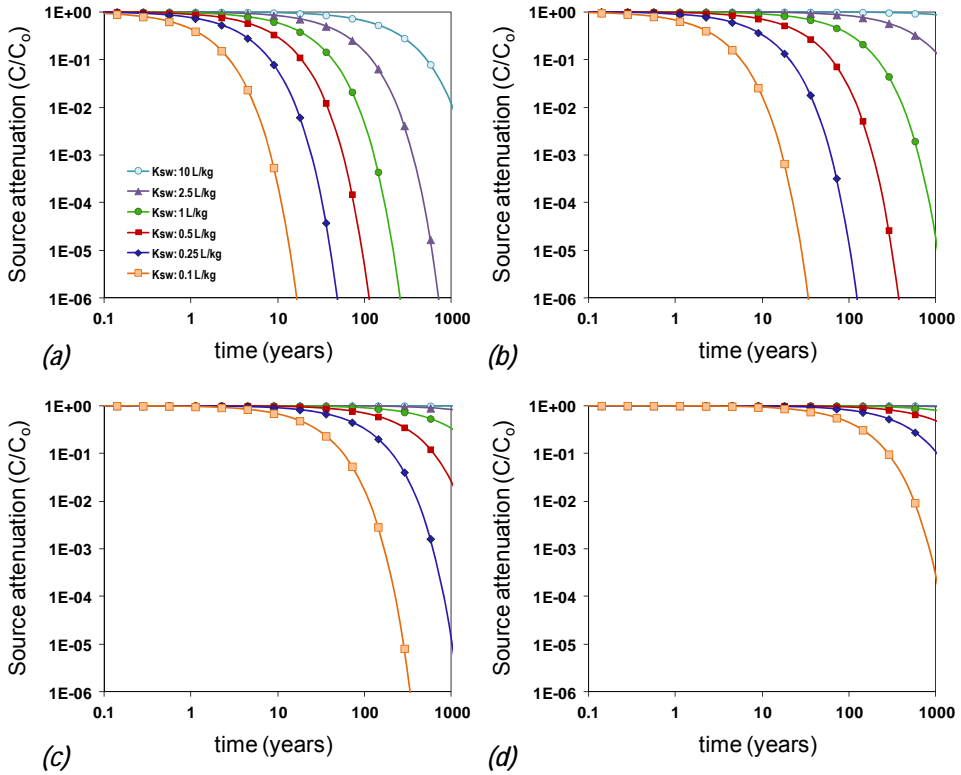 Source attenuation (C/Co)
1E+00
1E-01
1E-02
1E-03
1E-04
1E-05
1E-06
Ksw: 10 L/kg
Ksw: 2.5 L/kg
Ksw: 1 L/kg
Ksw: 0.5 L/kg
Ksw: 0.25 L/kg
Ksw: 0.1 L/kg
0.1 1 10 100 1000
time (years)
(a)
Source attenuation (C/Co)
1E+00
1E-01
1E-02
1E-03
1E-04
1E-05
1E-06
0.1 1 10 100 1000
time (years)
(b)
Source attenuation (C/Co)
1E+00
1E-01
1E-02
1E-03
1E-04
1E-05
1E-06
0.1 1 10 100 1000
time (years)
(c)
Source attenuation (C/Co)
1E+00
1E-01
1E-02
1E-03
1E-04
1E-05
1E-06
0.1 1 10 100 1000
time (years)
(d)